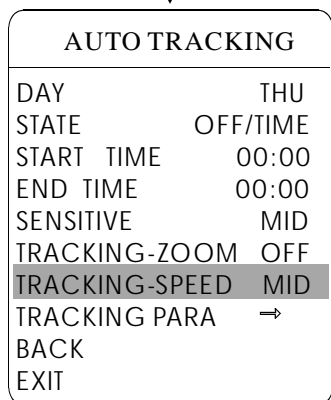 AUTO TRACKING
DAY THU
STATE OFF/TIME
START TIME 00:00
END TIME 00:00
SENSITIVE MID
TRACKING-ZOOM OFF
TRACKING-SPEED MID
TRACKING PARA ⇒
BACK
EXIT